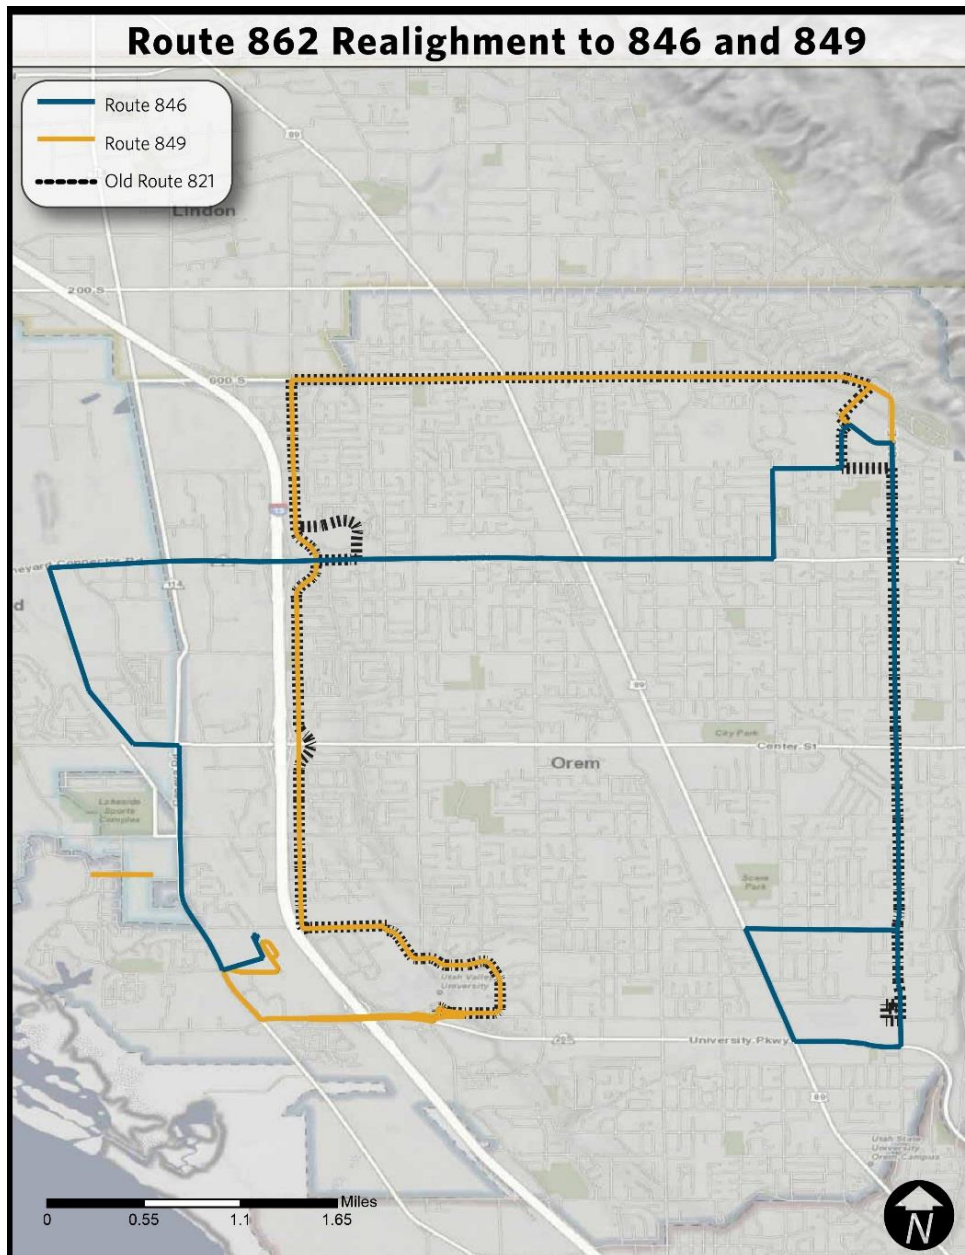 Route 862 Realighment to 846 and 849
Route 846
Route 849
Old Route 821
89
Lindon
200 S
600 S
15
114
d
89
City Park
Center St
Orem
Lakeside
Sports
Complex
Scera
Park
Utah Valley
University
University Pkwy
265
89
Utah State
University
Orem Campus
Miles
0 0.55 1.1 1.65
N